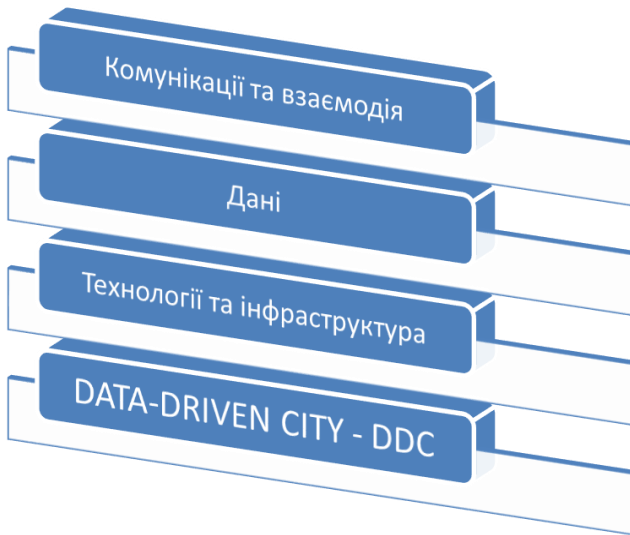 Комунікації та взаємодія
Дані
Технології та інфраструктура
DATA-DRIVEN CITY - DDC